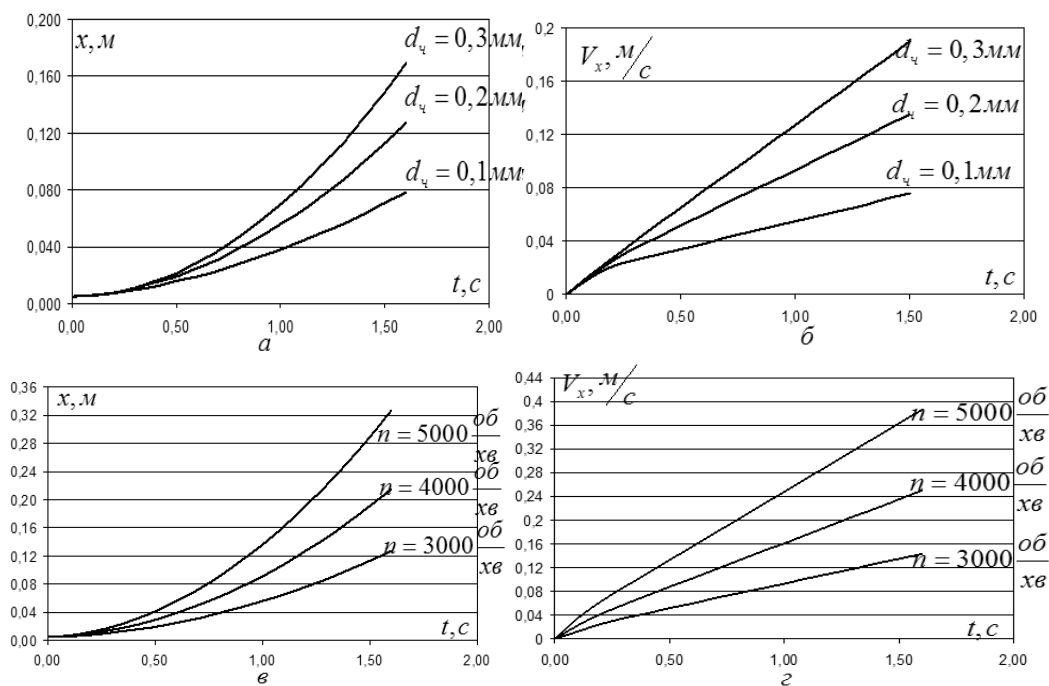 0,200
x, м
d_ч = 0,3мм,
0,160
d_ч = 0,2мм,
0,120
d_ч = 0,1мм,
0,080
0,040
t, с
0,000
0,00 0,50 1,00 1,50 2,00
а
0,2
V_x, м/с
d_ч = 0,3мм
0,16
d_ч = 0,2мм
0,12
d_ч = 0,1мм
0,08
0,04
t, с
0
0,00 0,50 1,00 1,50 2,00
б
0,36
x, м
0,32
n = 5000 об/хв
0,28
0,24
n = 4000 об/хв
0,20
0,16
n = 3000 об/хв
0,12
0,08
0,04
t, с
0,00
0,00 0,50 1,00 1,50 2,00
в
0,44
V_x, м/с
0,4
n = 5000 об/хв
0,36
0,32
0,28
n = 4000 об/хв
0,24
0,2
0,16
n = 3000 об/хв
0,12
0,08
0,04
t, с
0
0,00 0,50 1,00 1,50 2,00
г